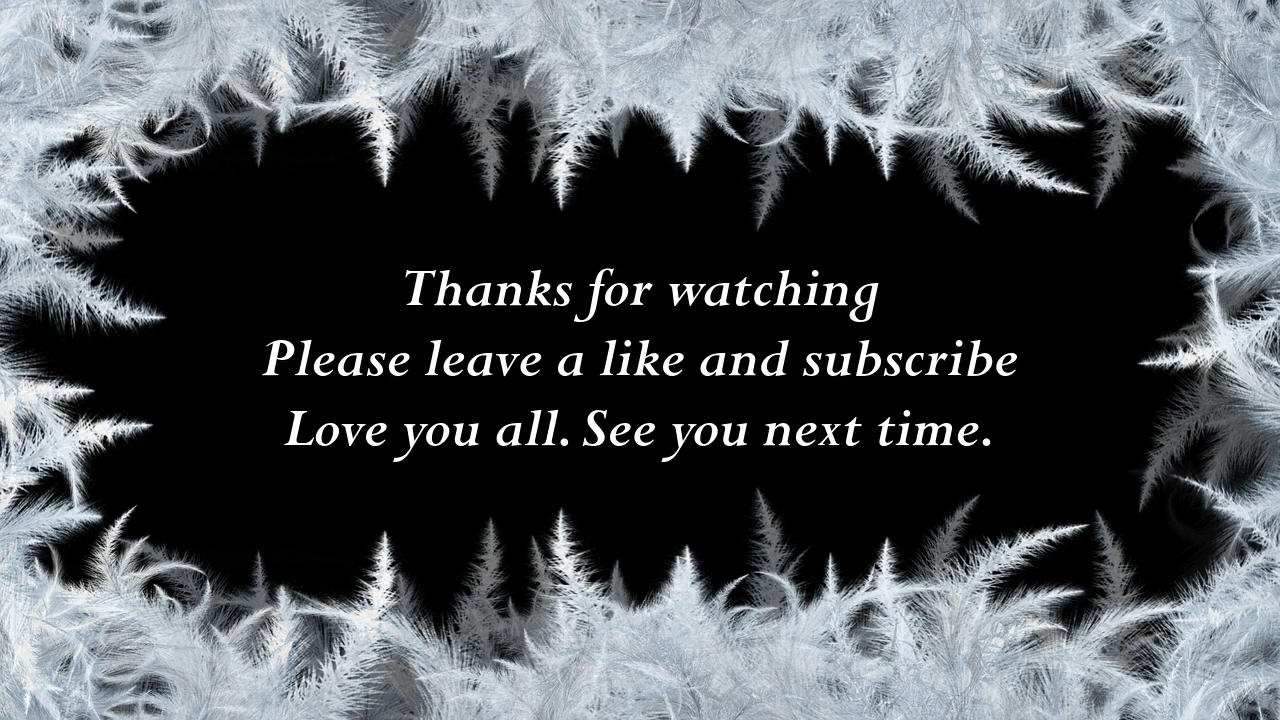 Thanks for watching
Please leave a like and subscribe
Love you all. See you next time.